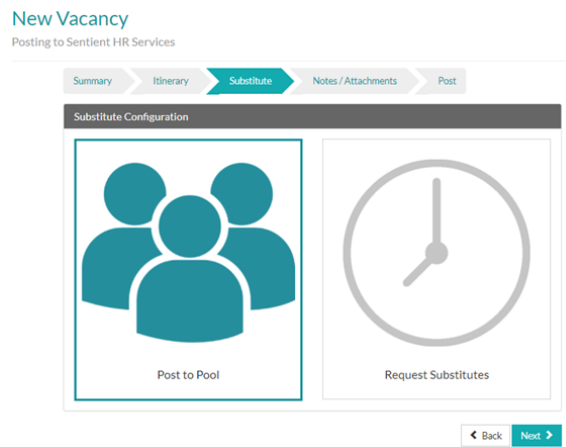 New Vacancy
Posting to Sentient HR Services
Summary Itinerary Substitute Notes / Attachments Post
Substitute Configuration
Post to Pool Request Substitutes
Back Next